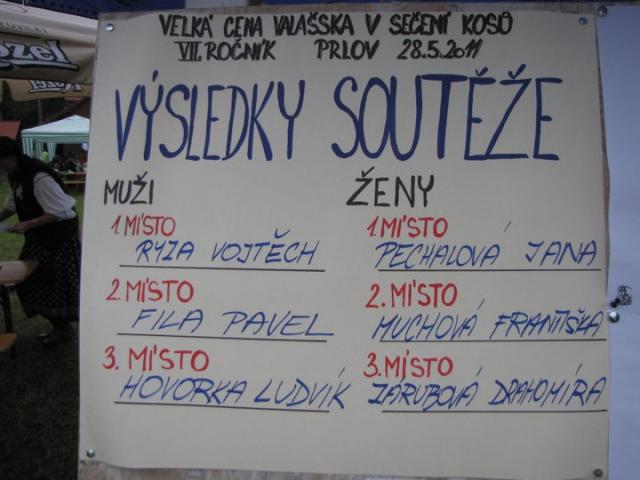 VELKÁ CENA VALAŠSKA V SEČENÍ KOSŮ
VII. ROČNÍK PRLOV 28.5.2011
VÝSLEDKY SOUTĚŽE
MUŽI
1. MÍSTO
RYZA VOJTĚCH
2. MÍSTO
FILA PAVEL
3. MÍSTO
HOVORKA LUDVÍK
ŽENY
1. MÍSTO
PECHALOVÁ JANA
2. MÍSTO
MUCHOVÁ FRANTIŠKA
3. MÍSTO
ZÁRUBOVÁ DRAHOMÍRA